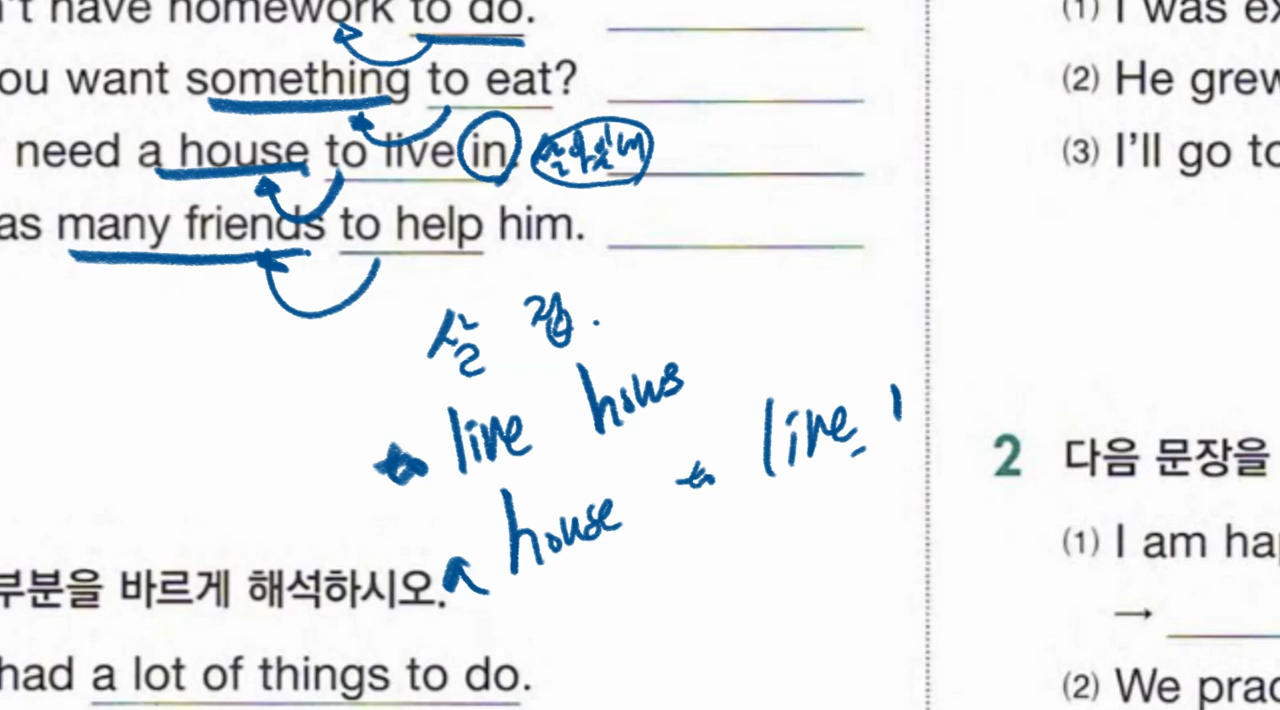 't have homework to do.
ou want something to eat?
need a house to live in.
as many friends to help him.
살 집.
live hous
a house to live
부분을 바르게 해석하시오.
had a lot of things to do.
(1) I was ex
(2) He grew
(3) I'll go to
2 다음 문장을
(1) I am hap
→
(2) We prac